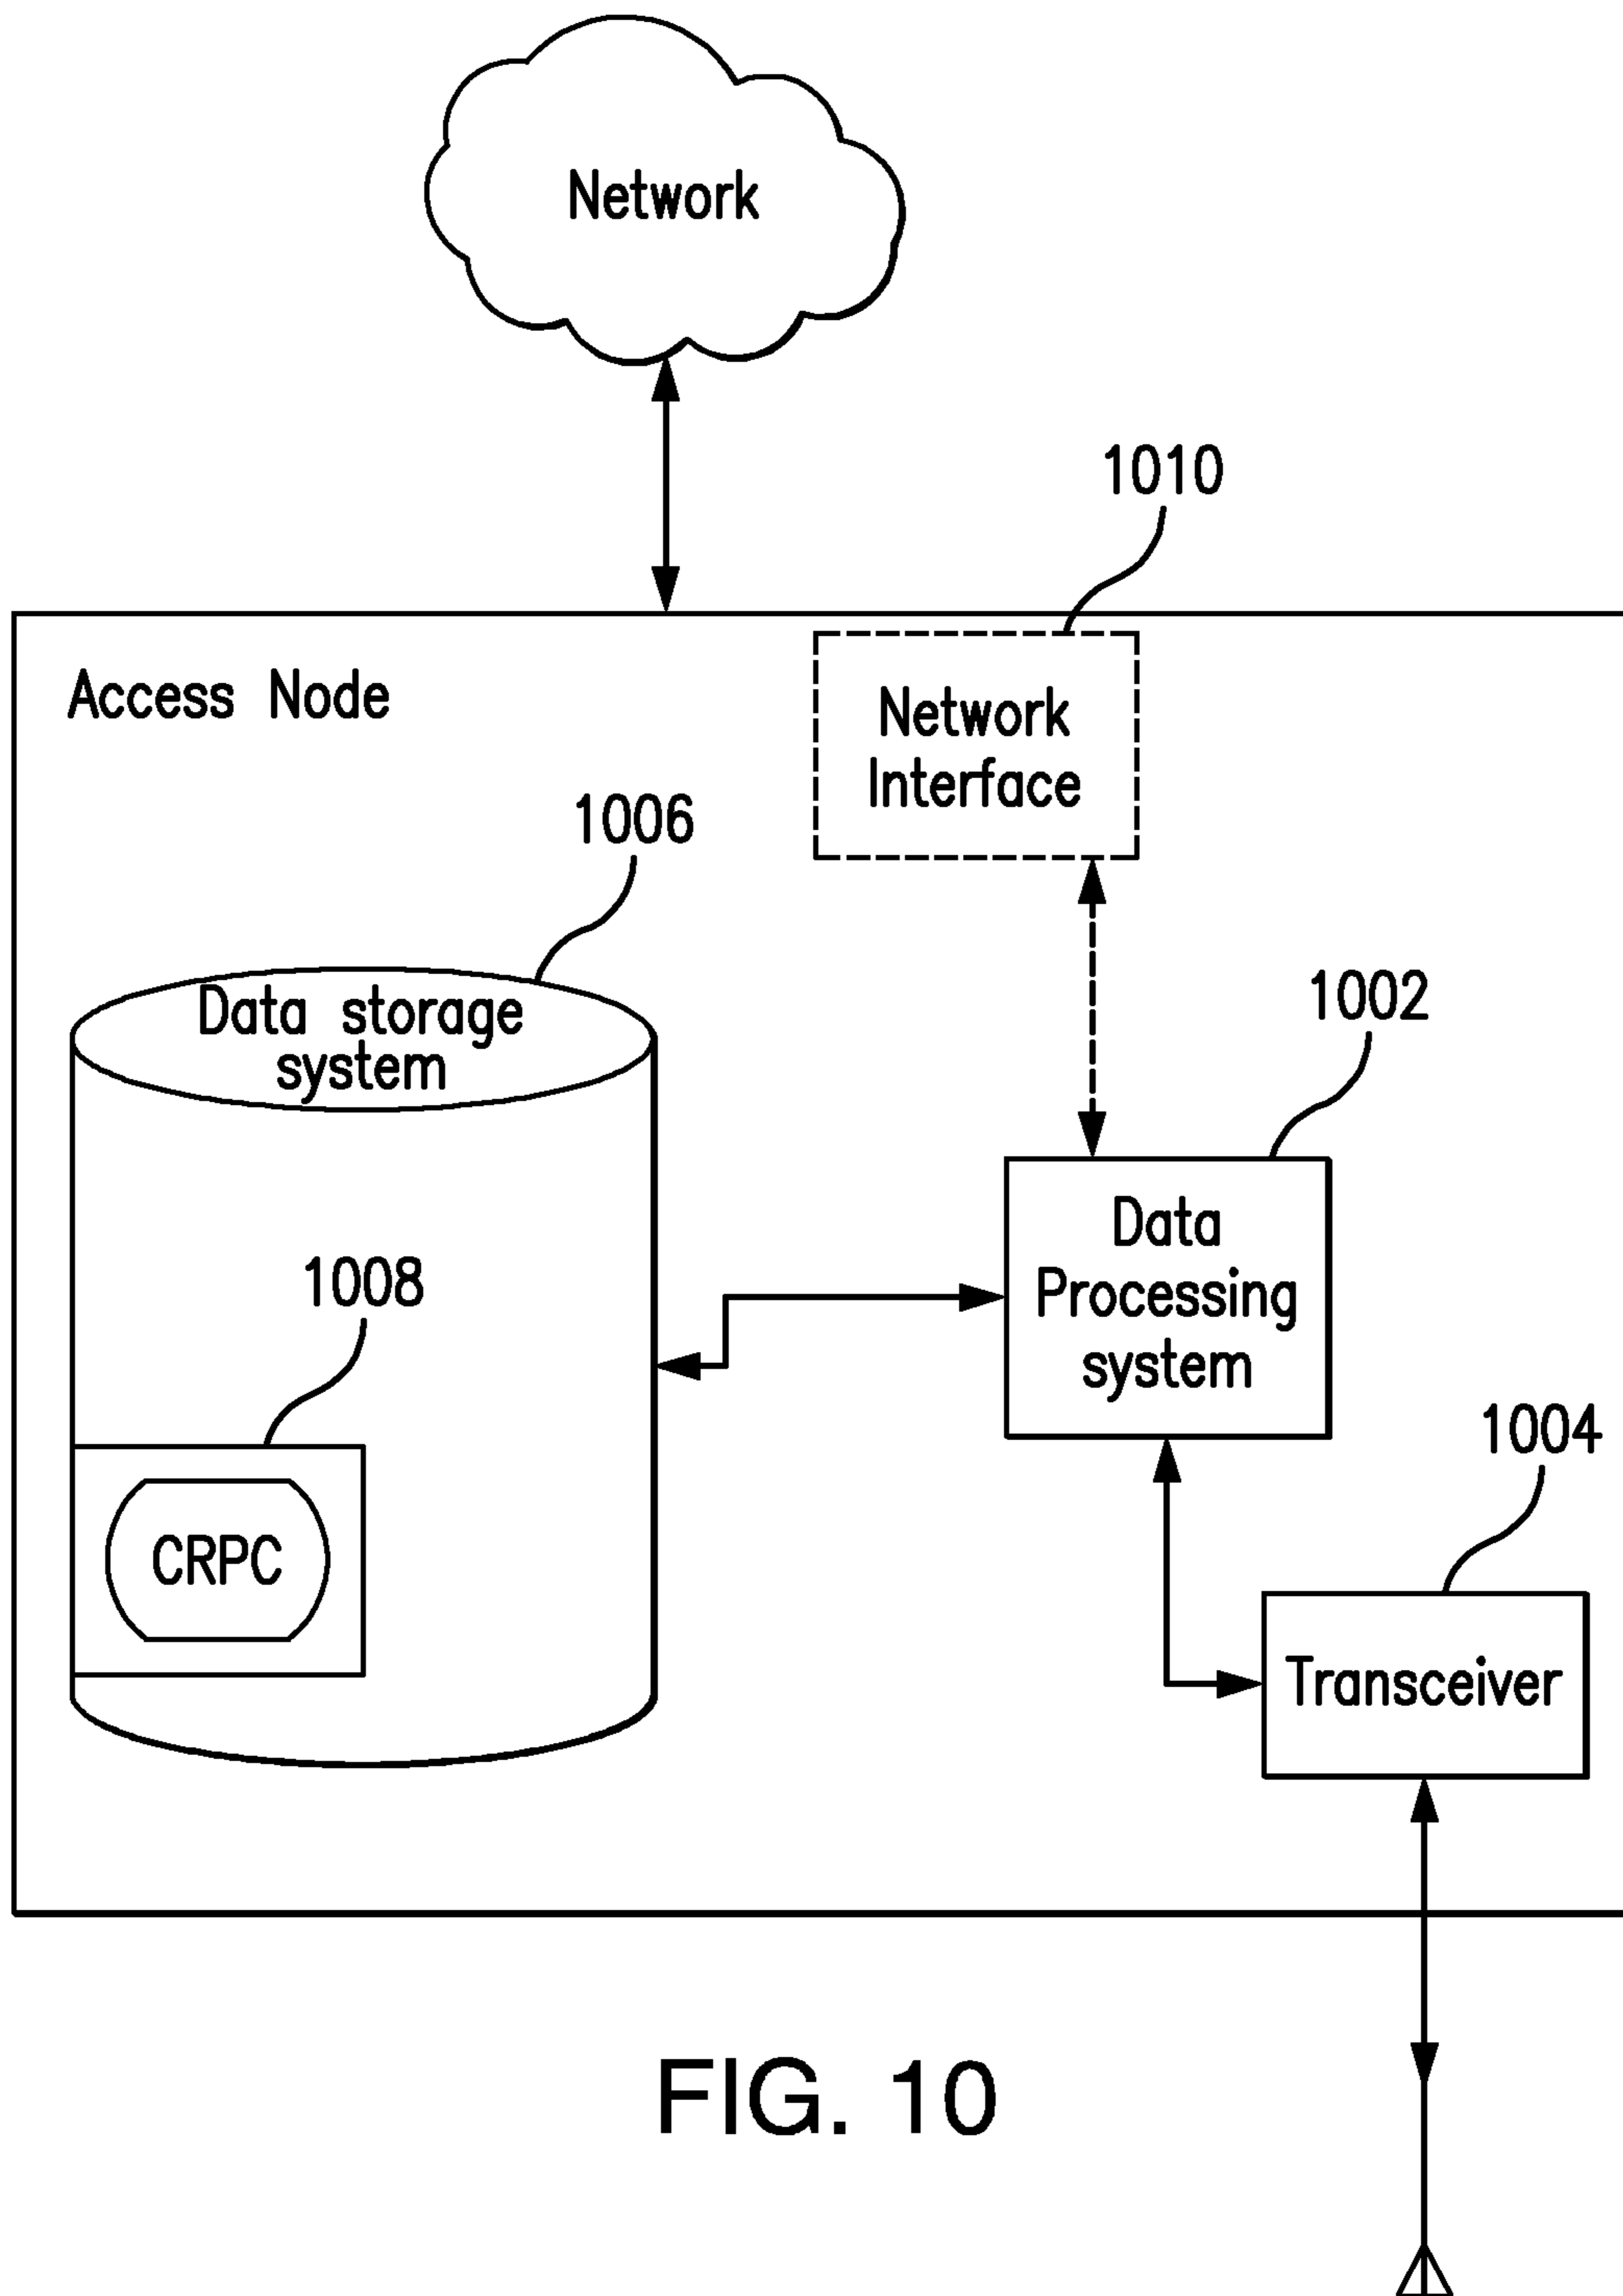 Network
1010
Access Node
Network
Interface
1006
Data storage
system
1002
Data
Processing
system
1008
CRPC
1004
Transceiver
FIG. 10